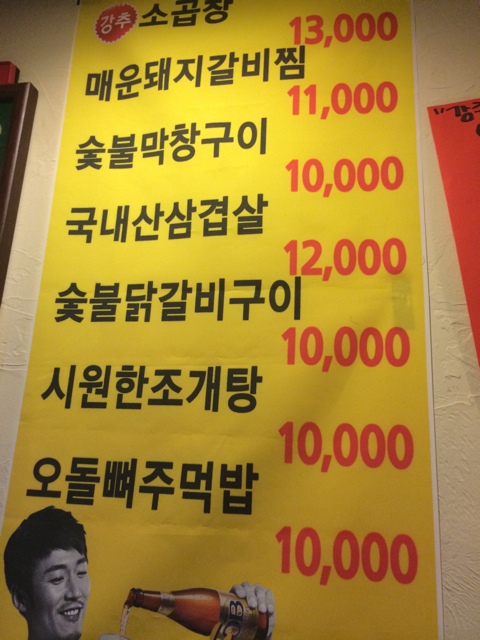 강추 소곱창
13,000
매운돼지갈비찜
11,000
숯불막창구이
10,000
국내산삼겹살
12,000
숯불닭갈비구이
10,000
시원한조개탕
10,000
오돌뼈주먹밥
10,000